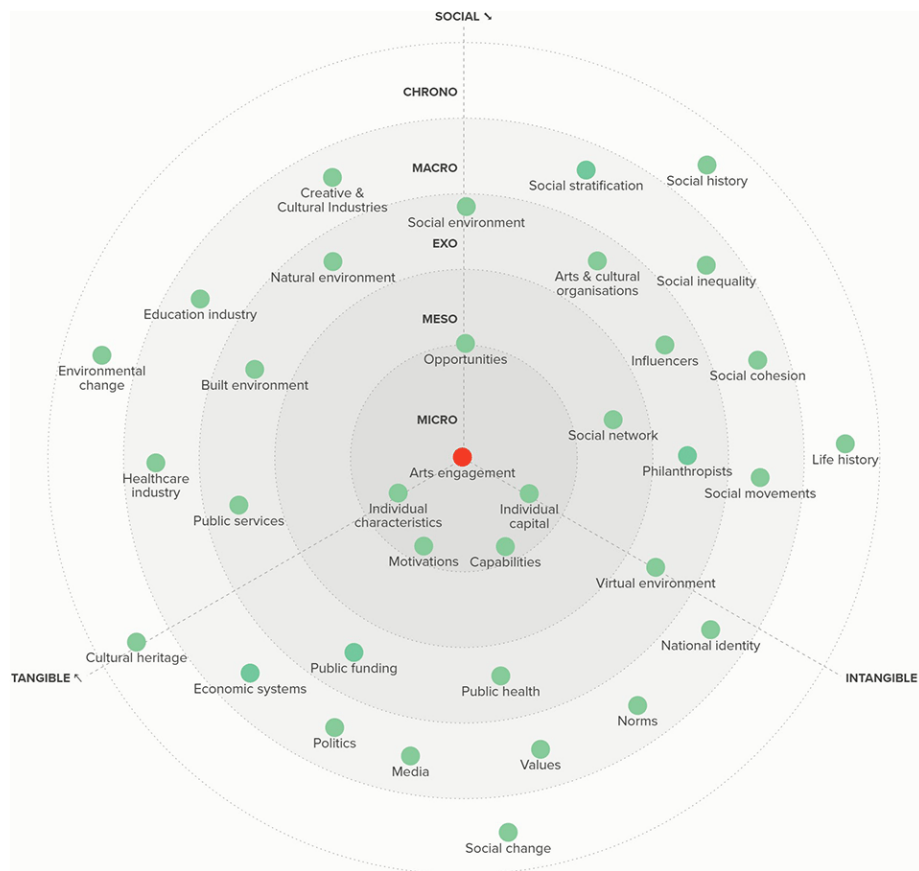 SOCIAL ↘
CHRONO
MACRO
Creative &
Cultural Industries
Social stratification
Social history
Social environment
EXO
Natural environment
Arts & cultural
organisations
Social inequality
Education industry
MESO
Opportunities
Influencers
Environmental
change
Built environment
Social cohesion
MICRO
Social network
Arts engagement
Philanthropists
Life history
Healthcare
industry
Social movements
Individual
characteristics
Individual
capital
Public services
Motivations
Capabilities
Virtual environment
Cultural heritage
National identity
TANGIBLE ↖
INTANGIBLE
Public funding
Economic systems
Public health
Norms
Politics
Media
Values
Social change